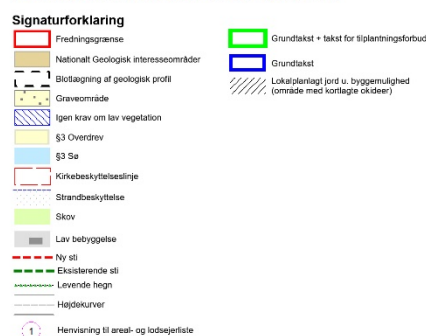 Signaturforklaring
Fredningsgrænse
Nationalt Geologisk interesseområder
Blotlægning af geologisk profil
Graveområde
Igen krav om lav vegetation
§3 Overdrev
§3 Sø
Kirkebeskyttelseslinje
Strandbeskyttelse
Skov
Lav bebyggelse
Ny sti
Eksisterende sti
Levende hegn
Højdekurver
1 Henvisning til areal- og lodsejerliste
Grundtakst + takst for tilplantningsforbud
Grundtakst
Lokalplanlagt jord u. byggemulighed
(område med kortlagte okideer)